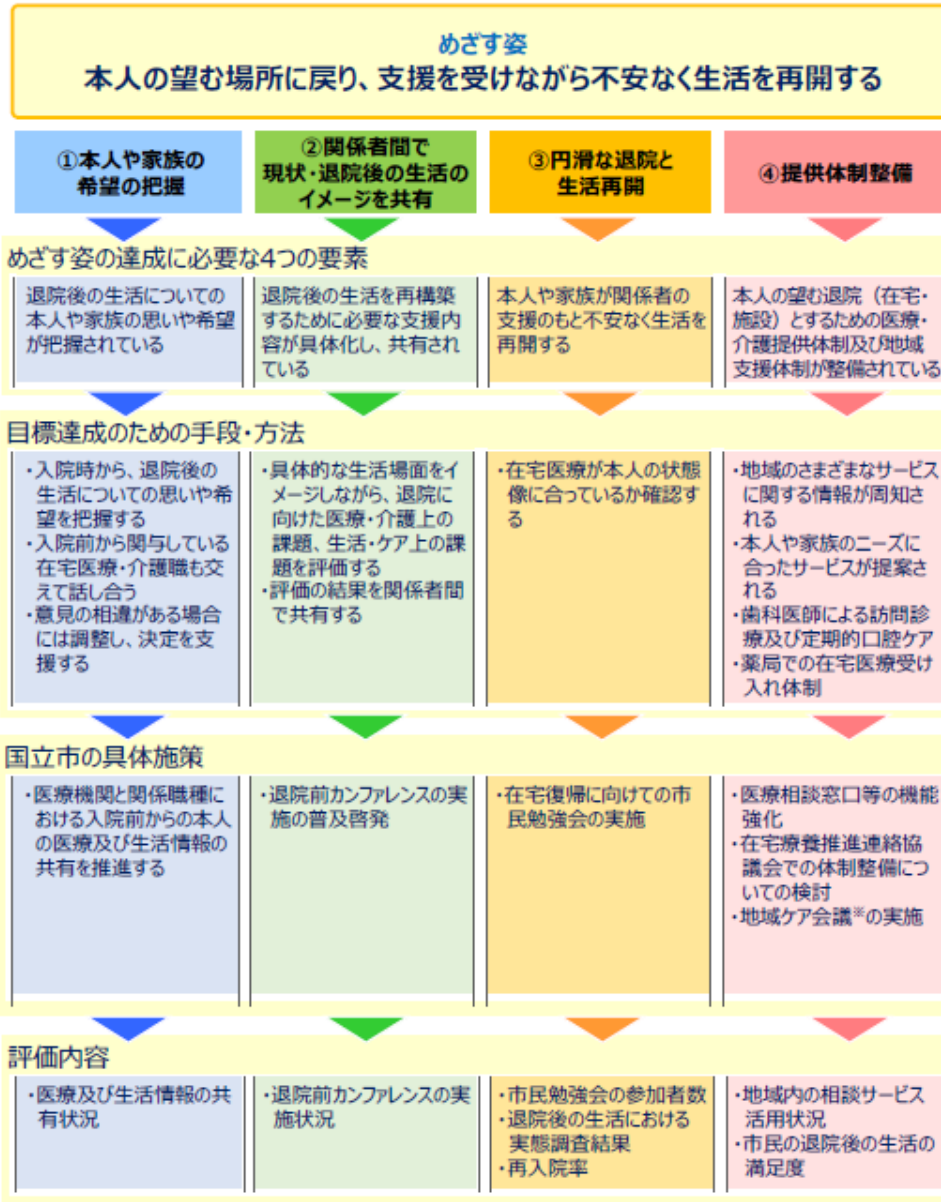 めざす姿
本人の望む場所に戻り、支援を受けながら不安なく生活を再開する
①本人や家族の
希望の把握
②関係者間で
現状・退院後の生活の
イメージを共有
③円滑な退院と
生活再開
④提供体制整備
めざす姿の達成に必要な4つの要素
退院後の生活についての
本人や家族の思いや希望
が把握されている
退院後の生活を再構築
するために必要な支援内
容が具体化し、共有され
ている
本人や家族が関係者の
支援のもと不安なく生活を
再開する
本人の望む退院（在宅・
施設）とするための医療・
介護提供体制及び地域
支援体制が整備されている
目標達成のための手段・方法
・入院時から、退院後の
生活についての思いや希
望を把握する
・入院前から関与している
在宅医療・介護職も交
えて話し合う
・意見の相違がある場合
には調整し、決定を支
援する
・具体的な生活場面をイ
メージしながら、退院に
向けた医療・介護上の
課題、生活・ケア上の課
題を評価する
・評価の結果を関係者間
で共有する
・在宅医療が本人の状態
像に合っているか確認す
る
・地域のさまざまなサービス
に関する情報が周知さ
れる
・本人や家族のニーズに
合ったサービスが提案さ
れる
・歯科医師による訪問診
療及び定期的口腔ケア
・薬局での在宅医療受け
入れ体制
国立市の具体施策
・医療機関と関係職種に
おける入院前からの本人
の医療及び生活情報の
共有を推進する
・退院前カンファレンスの実
施の普及啓発
・在宅復帰に向けての市
民勉強会の実施
・医療相談窓口等の機能
強化
・在宅療養推進連絡協
議会での体制整備につ
いての検討
・地域ケア会議※の実施
評価内容
・医療及び生活情報の共
有状況
・退院前カンファレンスの実
施状況
・市民勉強会の参加者数
・退院後の生活における
実態調査結果
・再入院率
・地域内の相談サービス
活用状況
・市民の退院後の生活の
満足度